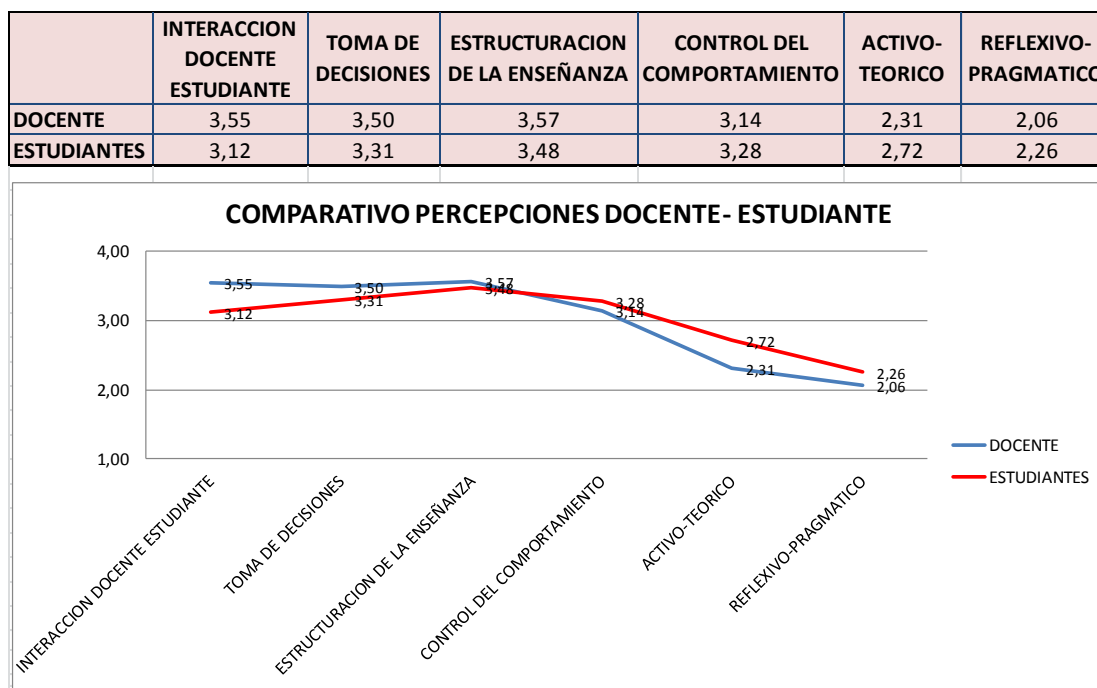 INTERACCION DOCENTE ESTUDIANTE TOMA DE DECISIONES ESTRUCTURACION DE LA ENSEÑANZA CONTROL DEL COMPORTAMIENTO ACTIVO-TEORICO REFLEXIVO-PRAGMATICO
DOCENTE 3,55 3,50 3,57 3,14 2,31 2,06
ESTUDIANTES 3,12 3,31 3,48 3,28 2,72 2,26
COMPARATIVO PERCEPCIONES DOCENTE- ESTUDIANTE
4,00
3,00
2,00
1,00
3,55 3,50 3,57 3,14 2,31 2,06
3,12 3,31 3,48 3,28 2,72 2,26
DOCENTE
ESTUDIANTES
INTERACCION DOCENTE ESTUDIANTE
TOMA DE DECISIONES
ESTRUCTURACION DE LA ENSEÑANZA
CONTROL DEL COMPORTAMIENTO
ACTIVO-TEORICO
REFLEXIVO-PRAGMATICO